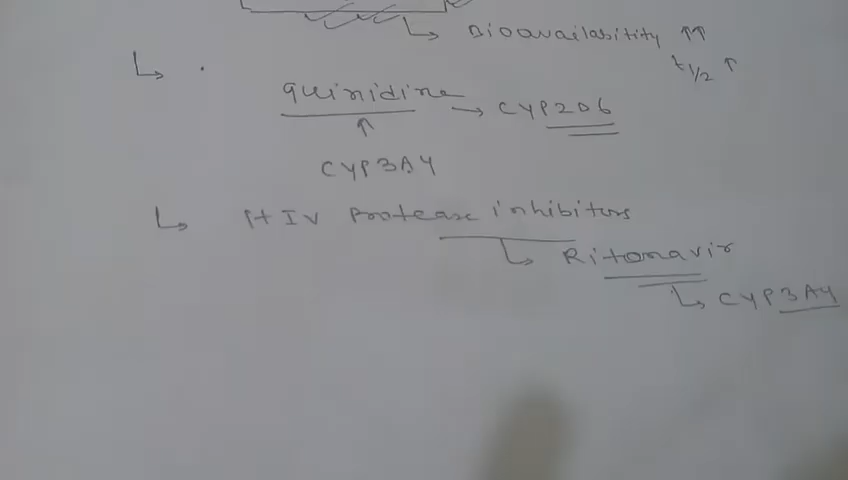 Bioavailability ↑↑
t1/2 ↑
quinidine → CYP2D6
↑
CYP3A4
HIV Protease inhibitors
Ritonavir
CYP3A4